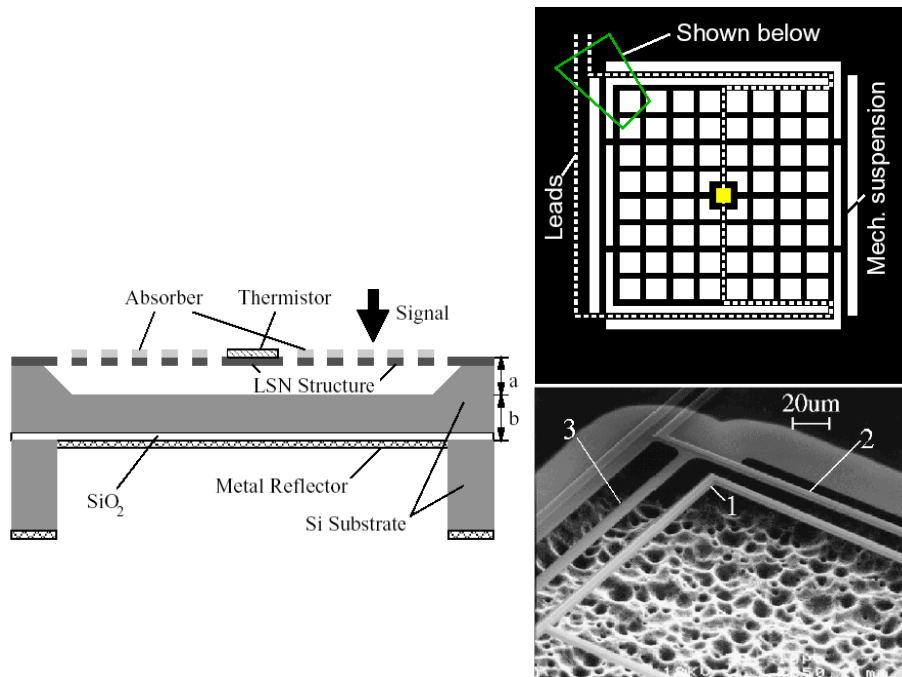 Absorber
Thermistor
Signal
LSN Structure
a
b
SiO2
Metal Reflector
Si Substrate
Shown below
Leads
Mech. suspension
20um
3
2
1